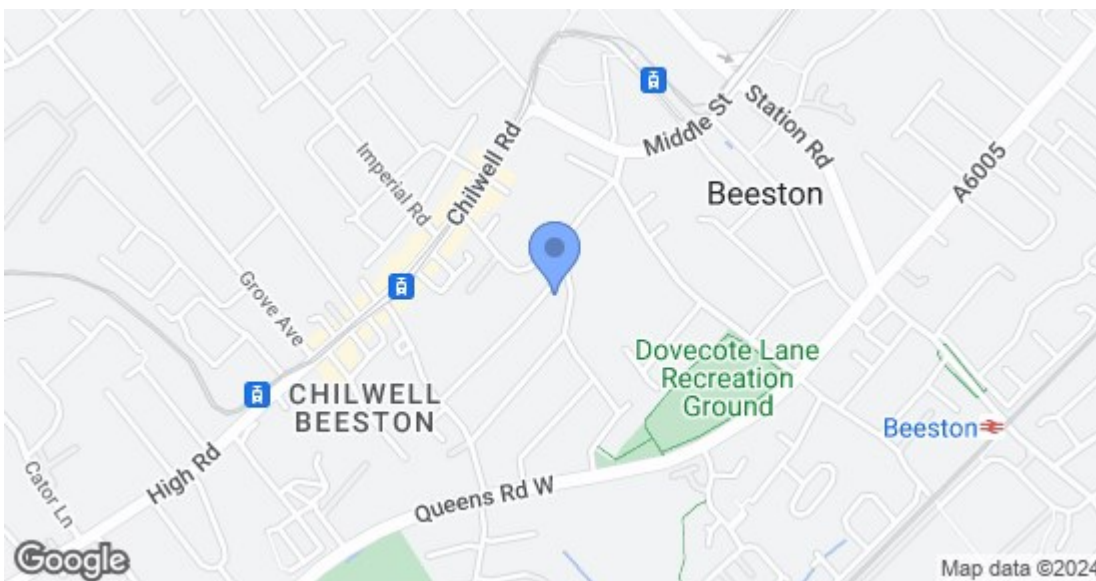 Middle St
Station Rd
A6005
Chilwell Rd
Imperial Rd
Beeston
Grove Ave
Dovecote Lane
Recreation
Ground
CHILWELL
BEESTON
Beeston
High Rd
Cator Ln
Queens Rd W
Google
Map data ©2024